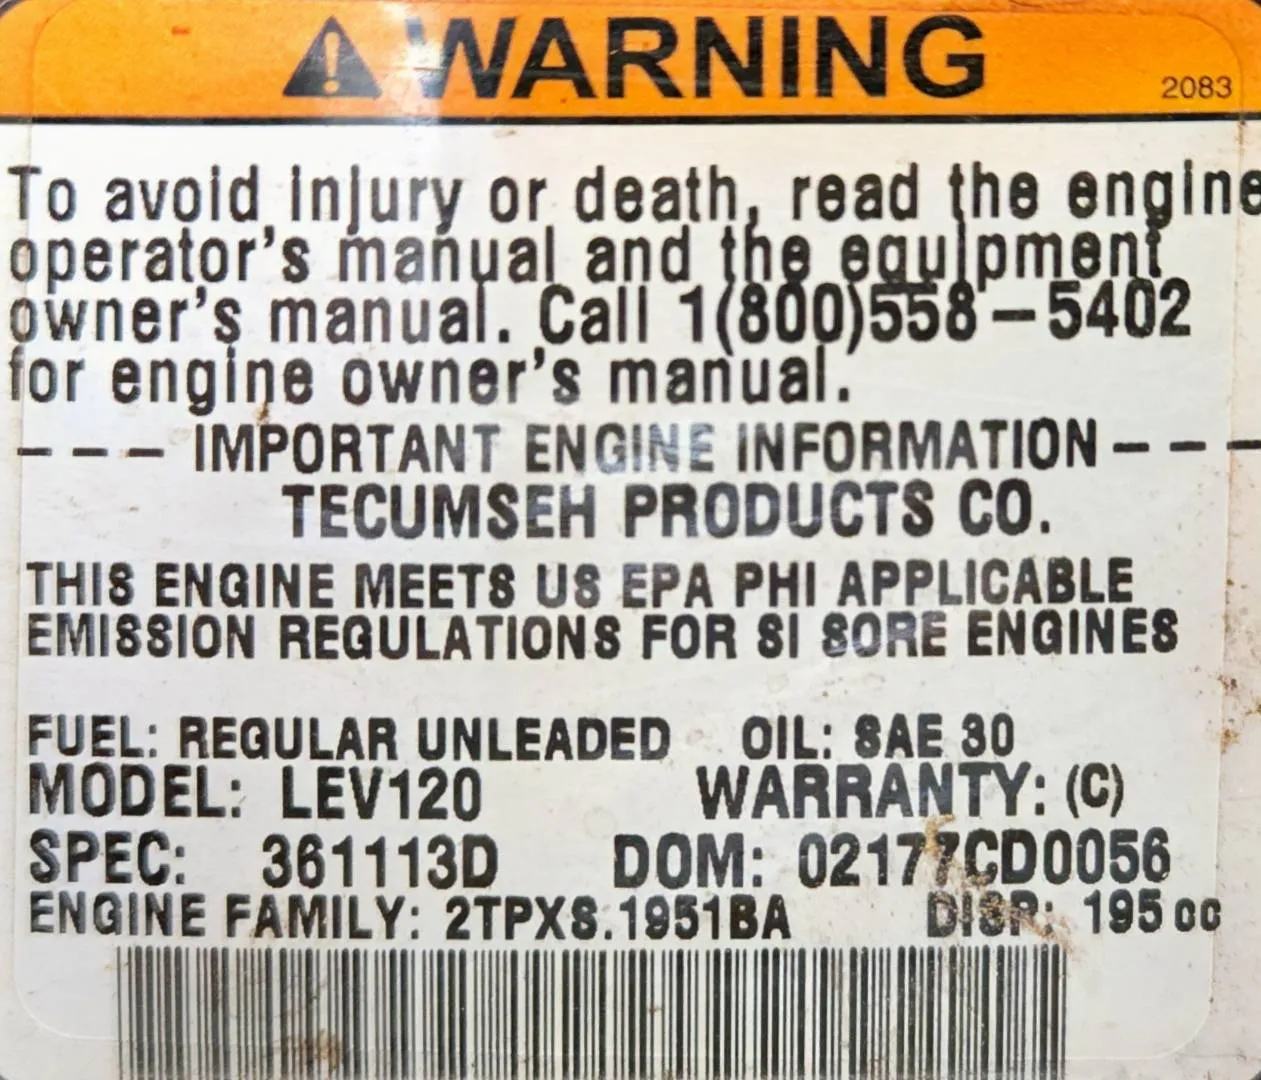 WARNING
2083
To avoid injury or death, read the engine
operator's manual and the equipment
owner's manual. Call 1(800)558-5402
for engine owner's manual.
--- IMPORTANT ENGINE INFORMATION ---
TECUMSEH PRODUCTS CO.
THIS ENGINE MEETS US EPA PHI APPLICABLE
EMISSION REGULATIONS FOR SI SORE ENGINES
FUEL: REGULAR UNLEADED OIL: SAE 30
MODEL: LEV120 WARRANTY: (C)
SPEC: 361113D DOM: 02177CD0056
ENGINE FAMILY: 2TPXS.1951BA DISP: 195 cc